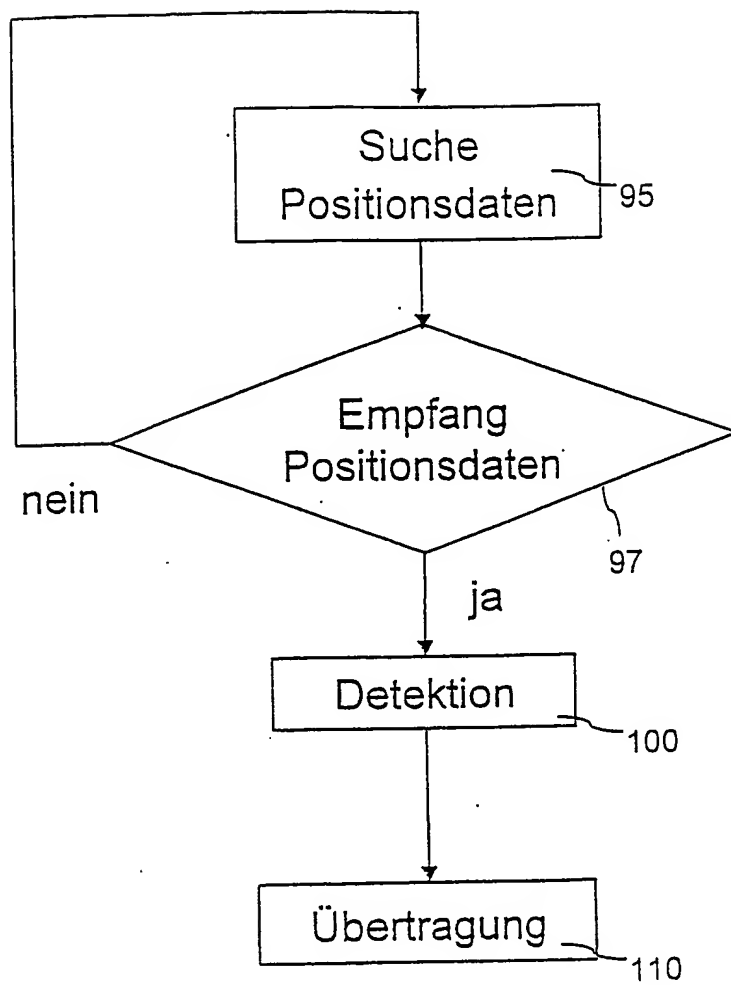 Suche
Positionsdaten
95
Empfang
Positionsdaten
nein
97
ja
Detektion
100
Übertragung
110